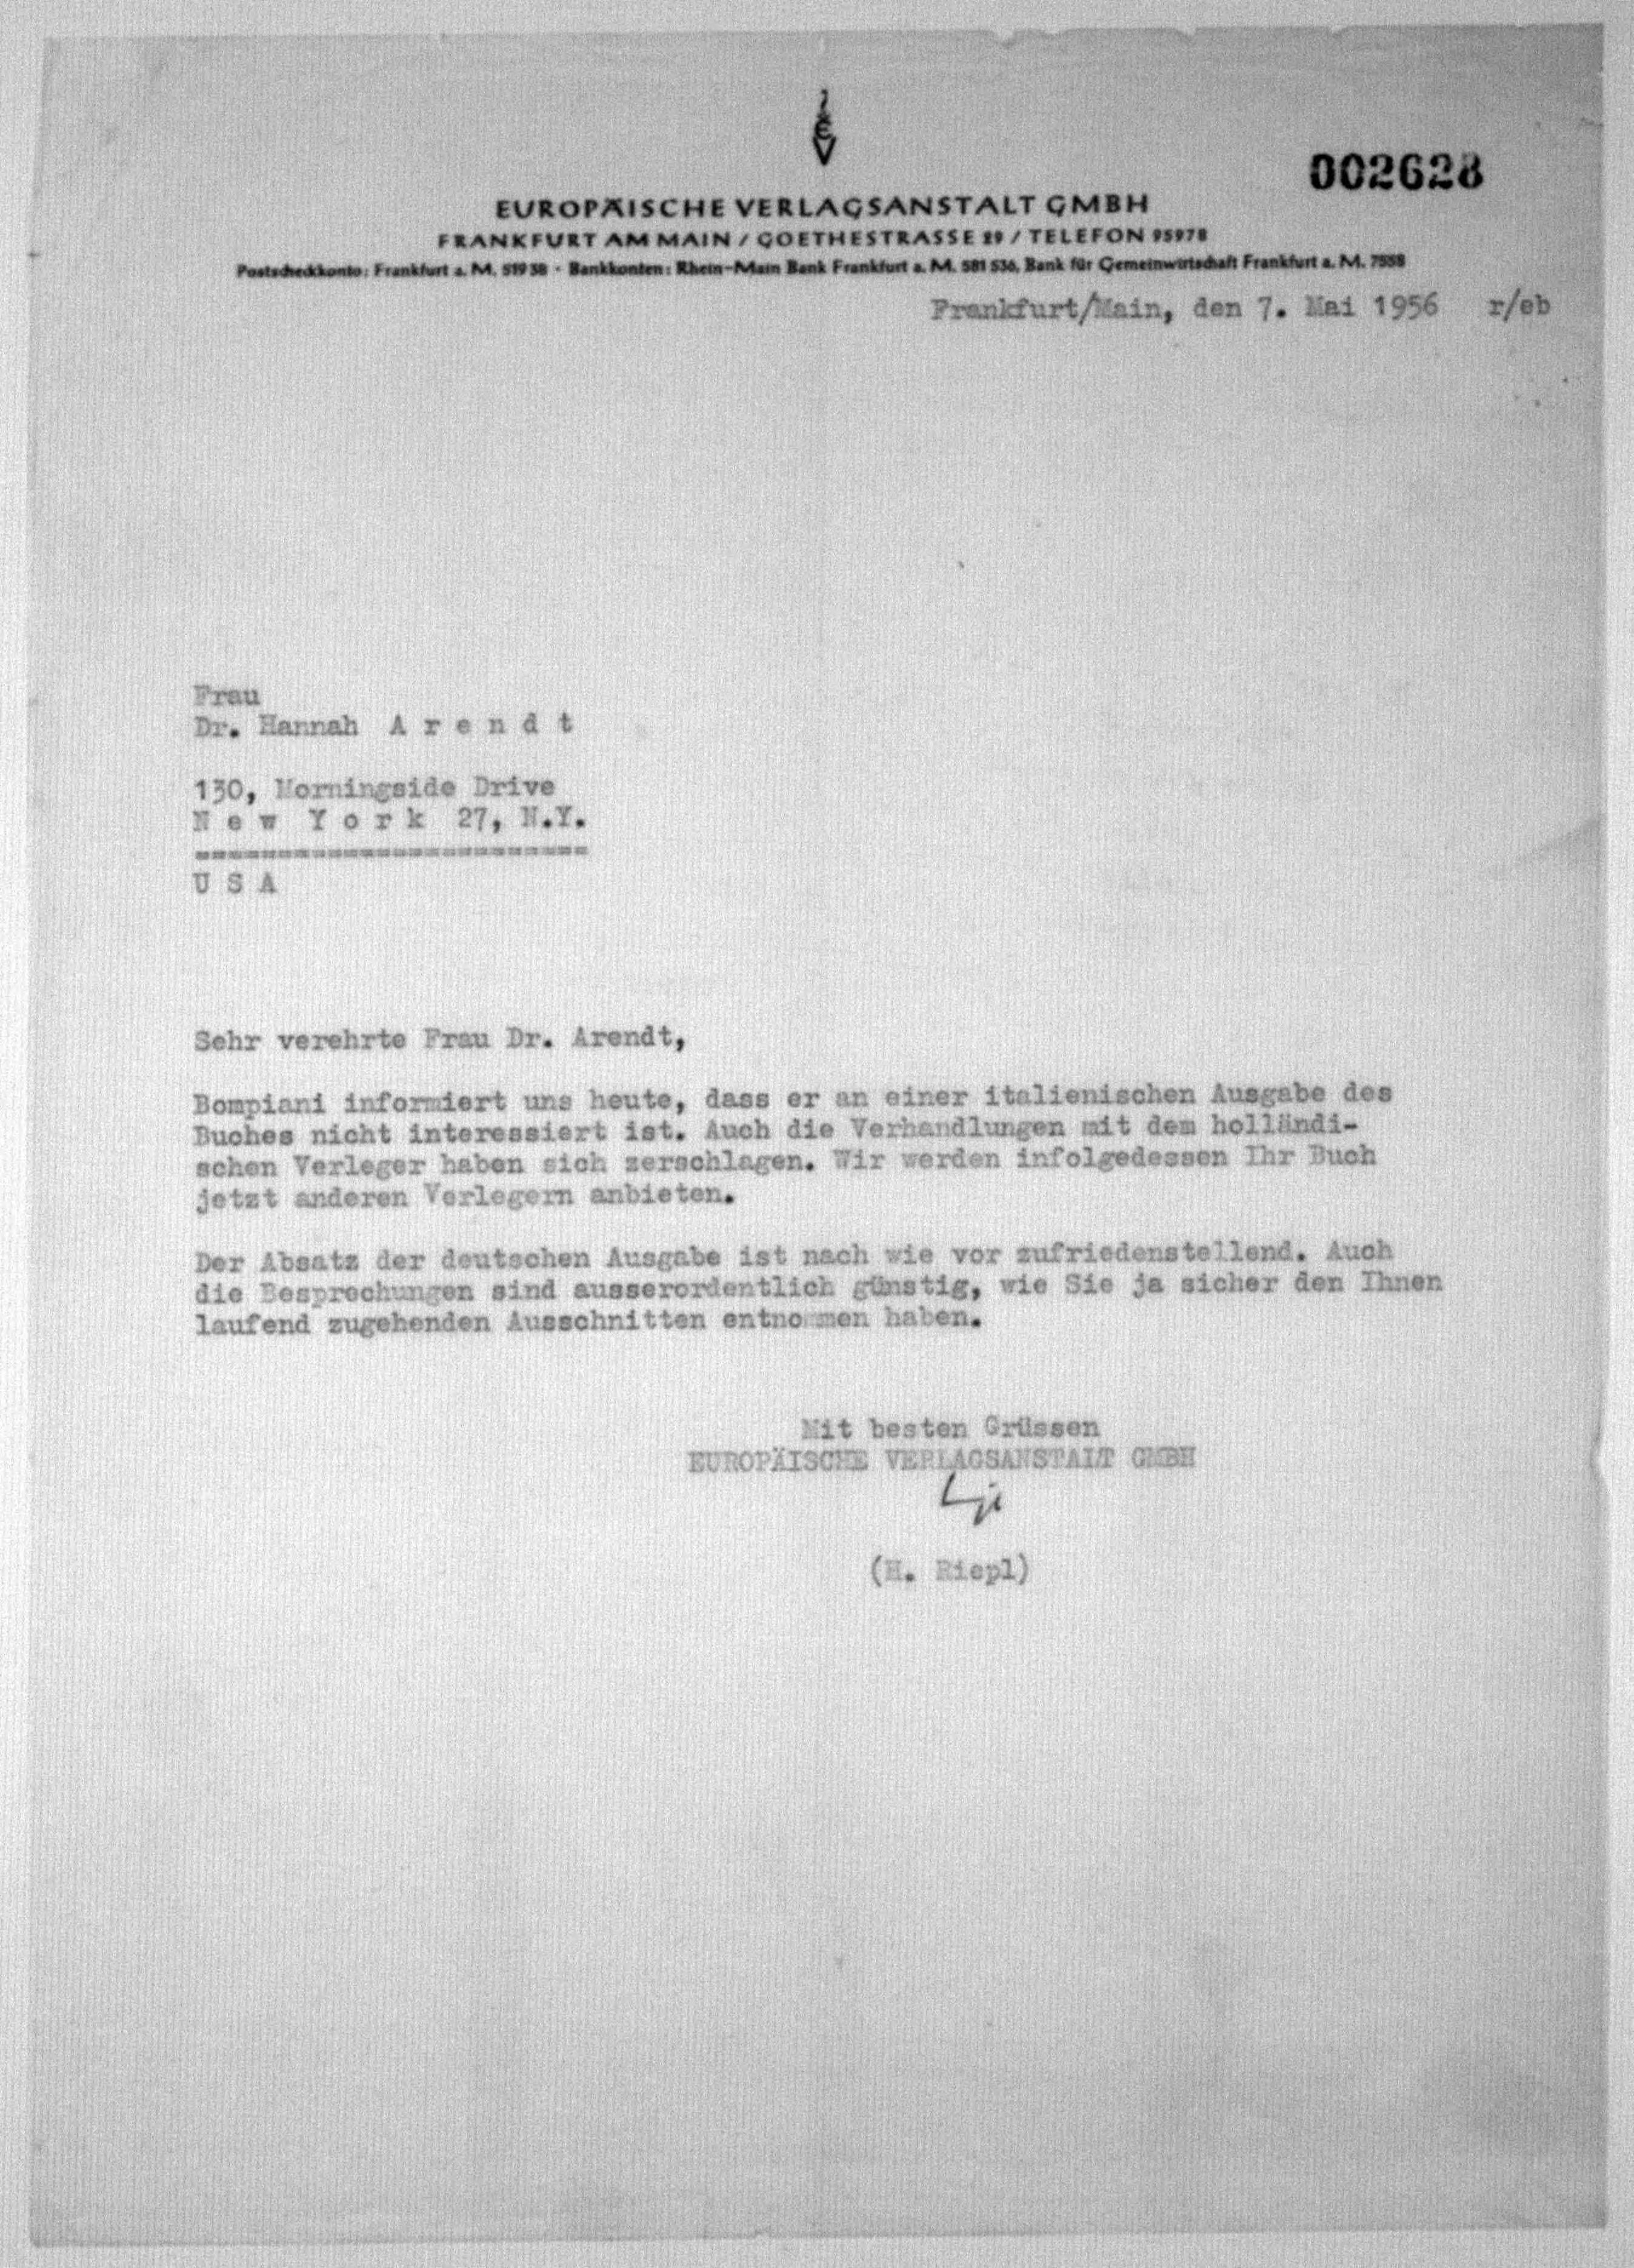 EV
002628
EUROPÄISCHE VERLAGSANSTALT GMBH
FRANKFURT AM MAIN / GOETHESTRASSE 29 / TELEFON 95978
Postscheckkonto: Frankfurt a. M. 51938 · Bankkonten: Rhein-Main Bank Frankfurt a. M. 581 536, Bank für Gemeinwirtschaft Frankfurt a. M. 7558
Frankfurt/Main, den 7. Mai 1956 r/eb
Frau
Dr. Hannah A r e n d t
130, Morningside Drive
N e w Y o r k 27, N.Y.
U S A
Sehr verehrte Frau Dr. Arendt,
Bompiani informiert uns heute, dass er an einer italienischen Ausgabe des
Buches nicht interessiert ist. Auch die Verhandlungen mit dem holländi-
schen Verleger haben sich zerschlagen. Wir werden infolgedessen Ihr Buch
jetzt anderen Verlegern anbieten.
Der Absatz der deutschen Ausgabe ist nach wie vor zufriedenstellend. Auch
die Besprechungen sind ausserordentlich günstig, wie Sie ja sicher den Ihnen
laufend zugehenden Ausschnitten entnommen haben.
Mit besten Grüssen
EUROPÄISCHE VERLAGSANSTALT GMBH
(H. Riepl)